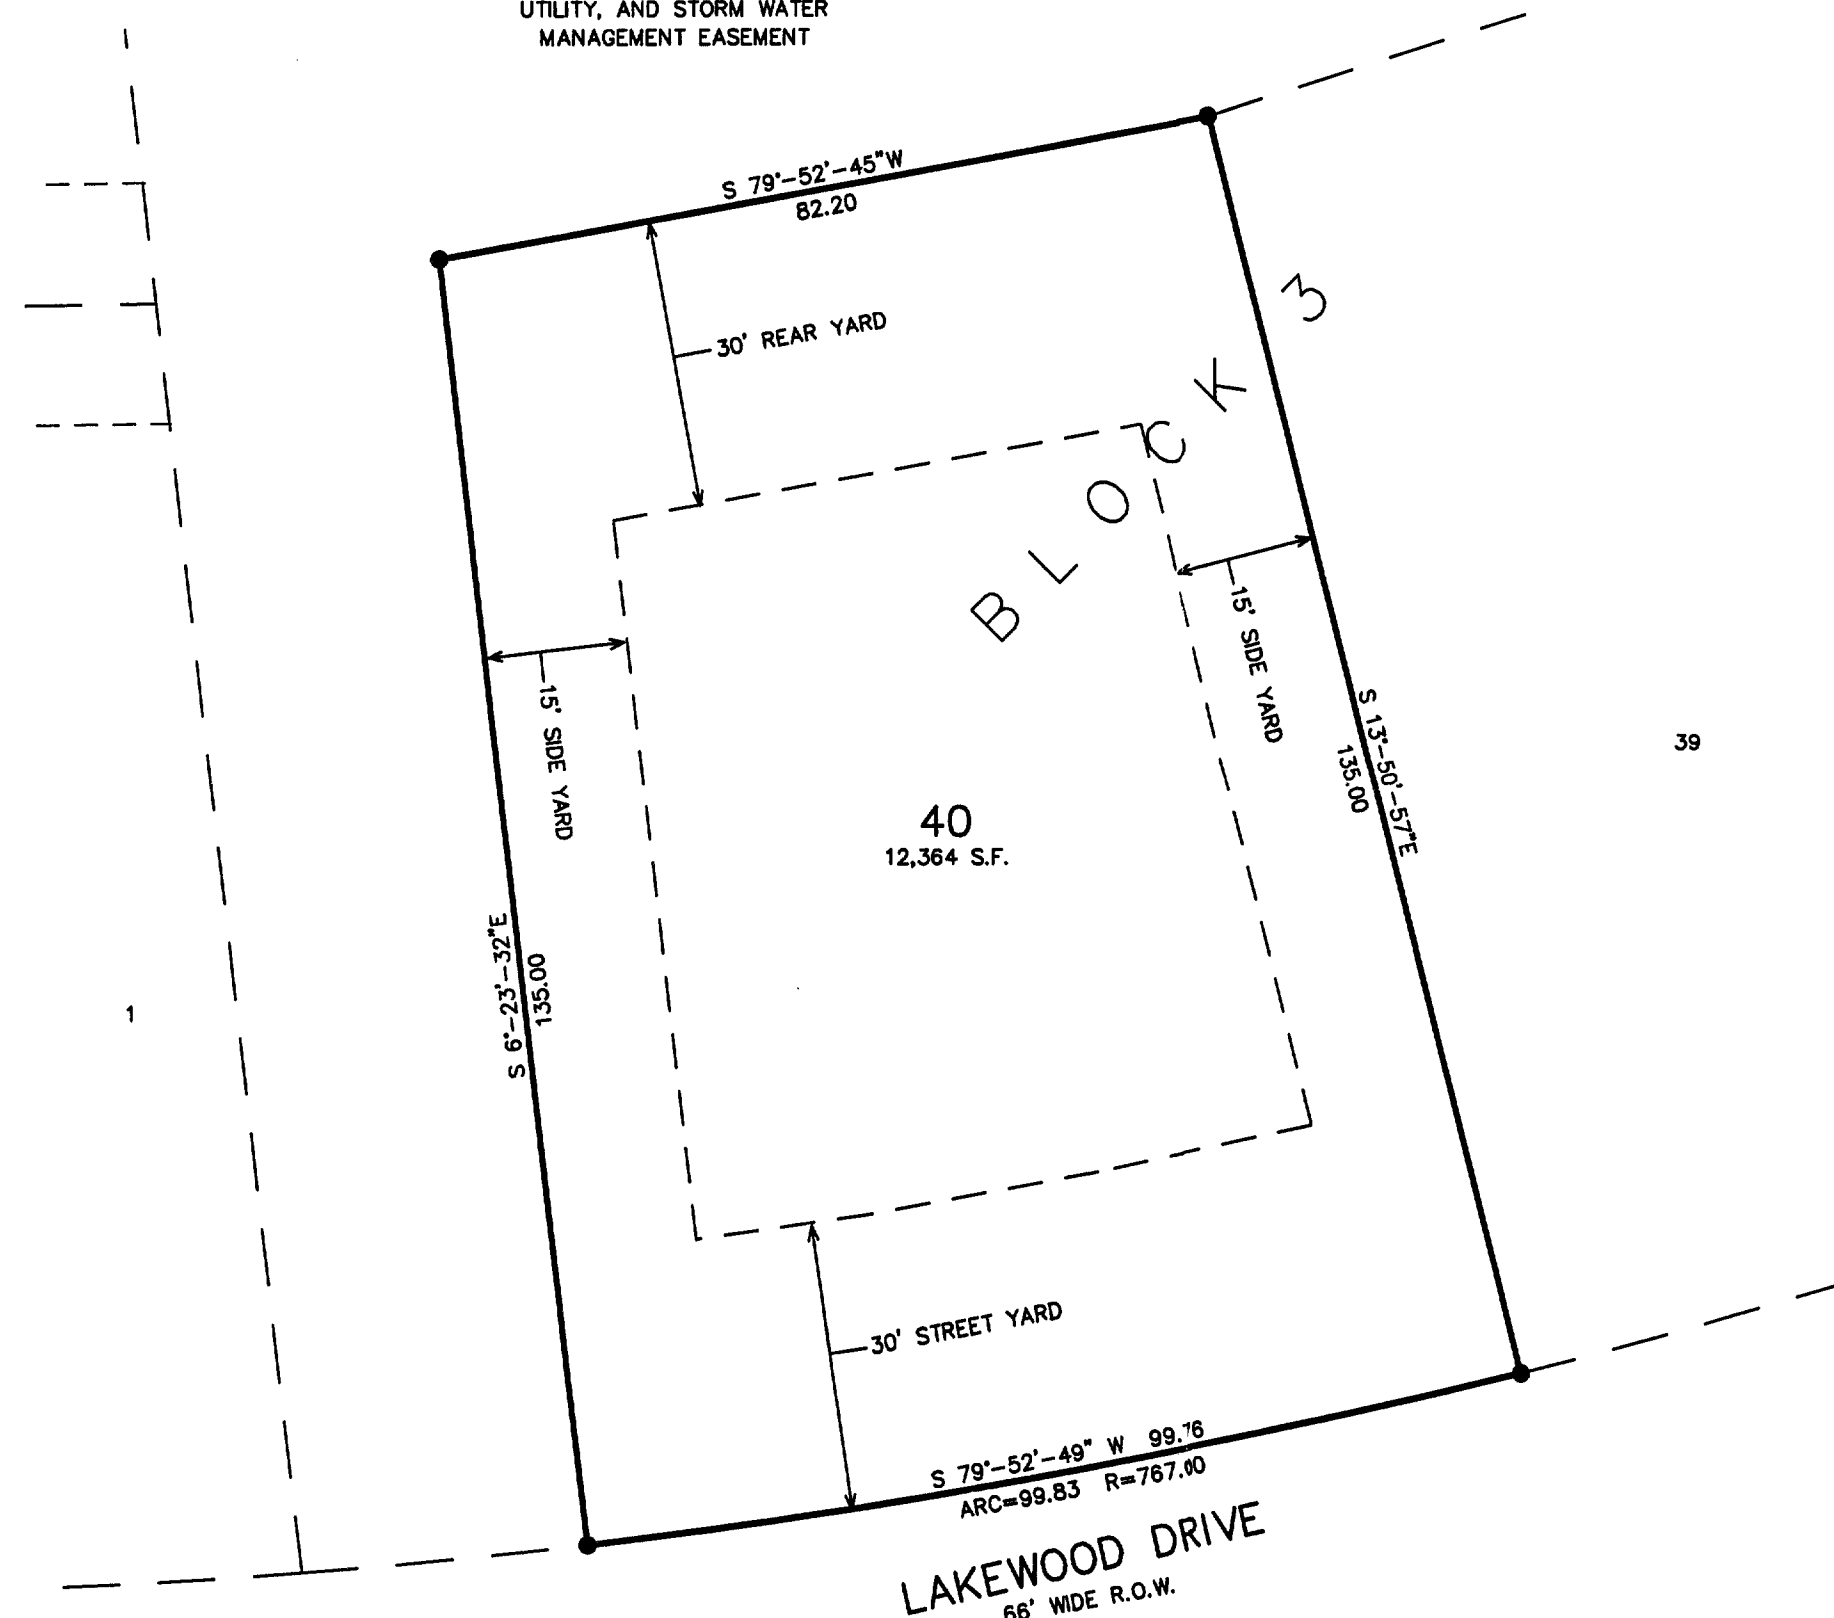 UTILITY, AND STORM WATER
MANAGEMENT EASEMENT
S 79°-52'-45"W
82.20
30' REAR YARD
BLOCK 3
15' SIDE YARD
15' SIDE YARD
S 13°-50'-57"E
135.00
39
40
12,364 S.F.
S 6°-23'-32"E
135.00
1
30' STREET YARD
S 79°-52'-49" W 99.76
ARC=99.83 R=767.00
LAKEWOOD DRIVE
66' WIDE R.O.W.